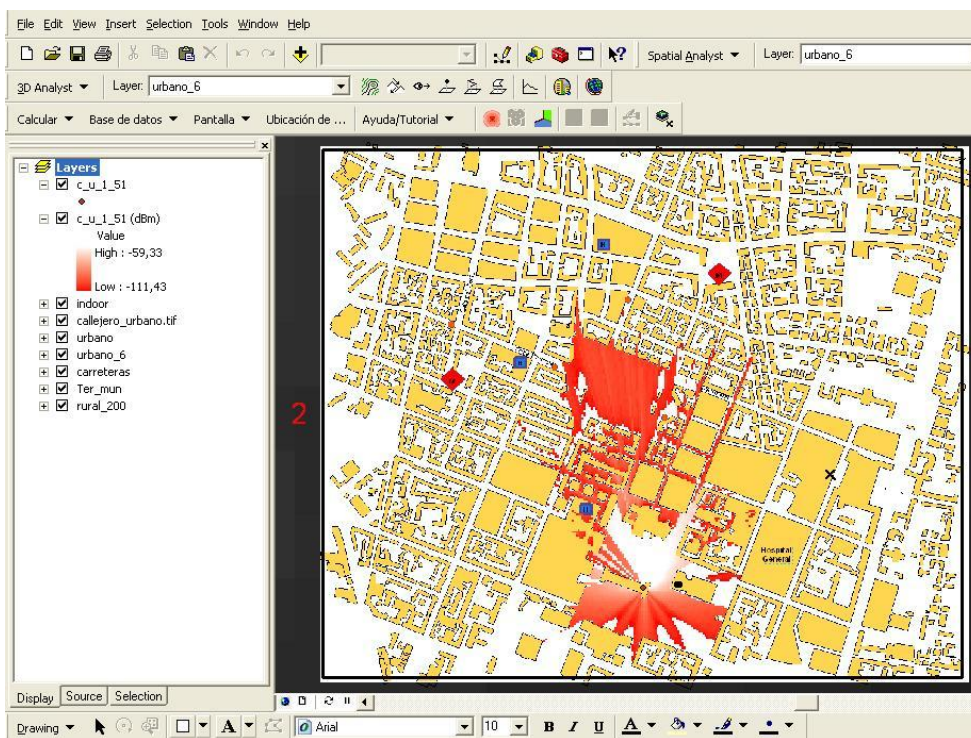 File Edit View Insert Selection Tools Window Help
Spatial Analyst Layer: urbano_6
3D Analyst Layer: urbano_6
Calcular Base de datos Pantalla Ubicación de ... Ayuda/Tutorial
Layers
c_u_1_51
c_u_1_51 (dBm)
Value
High : -59,33
Low : -111,43
indoor
callejero_urbano.tif
urbano
urbano_6
carreteras
Ter_mun
rural_200
2
Hospital
General
Display Source Selection
Drawing A Arial 10 B I U A